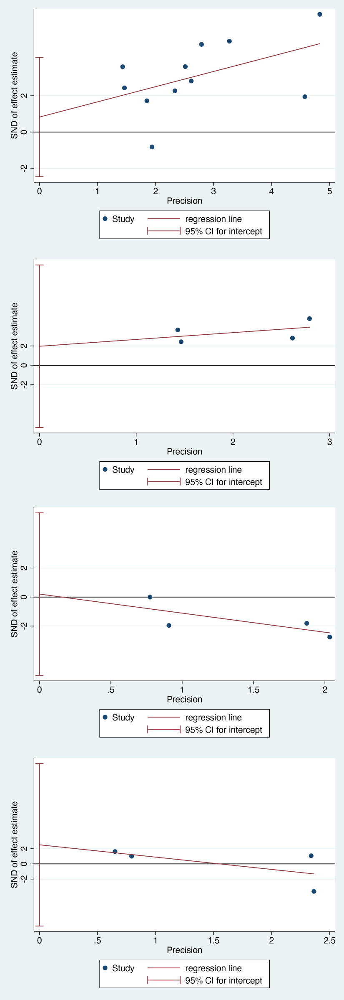 SND of effect estimate
2
0
-2
0 1 2 3 4 5
Precision
Study regression line
95% CI for intercept
SND of effect estimate
2
0
-2
0 1 2 3
Precision
Study regression line
95% CI for intercept
SND of effect estimate
2
0
-2
0 .5 1 1.5 2
Precision
Study regression line
95% CI for intercept
SND of effect estimate
2
0
-2
0 .5 1 1.5 2 2.5
Precision
Study regression line
95% CI for intercept